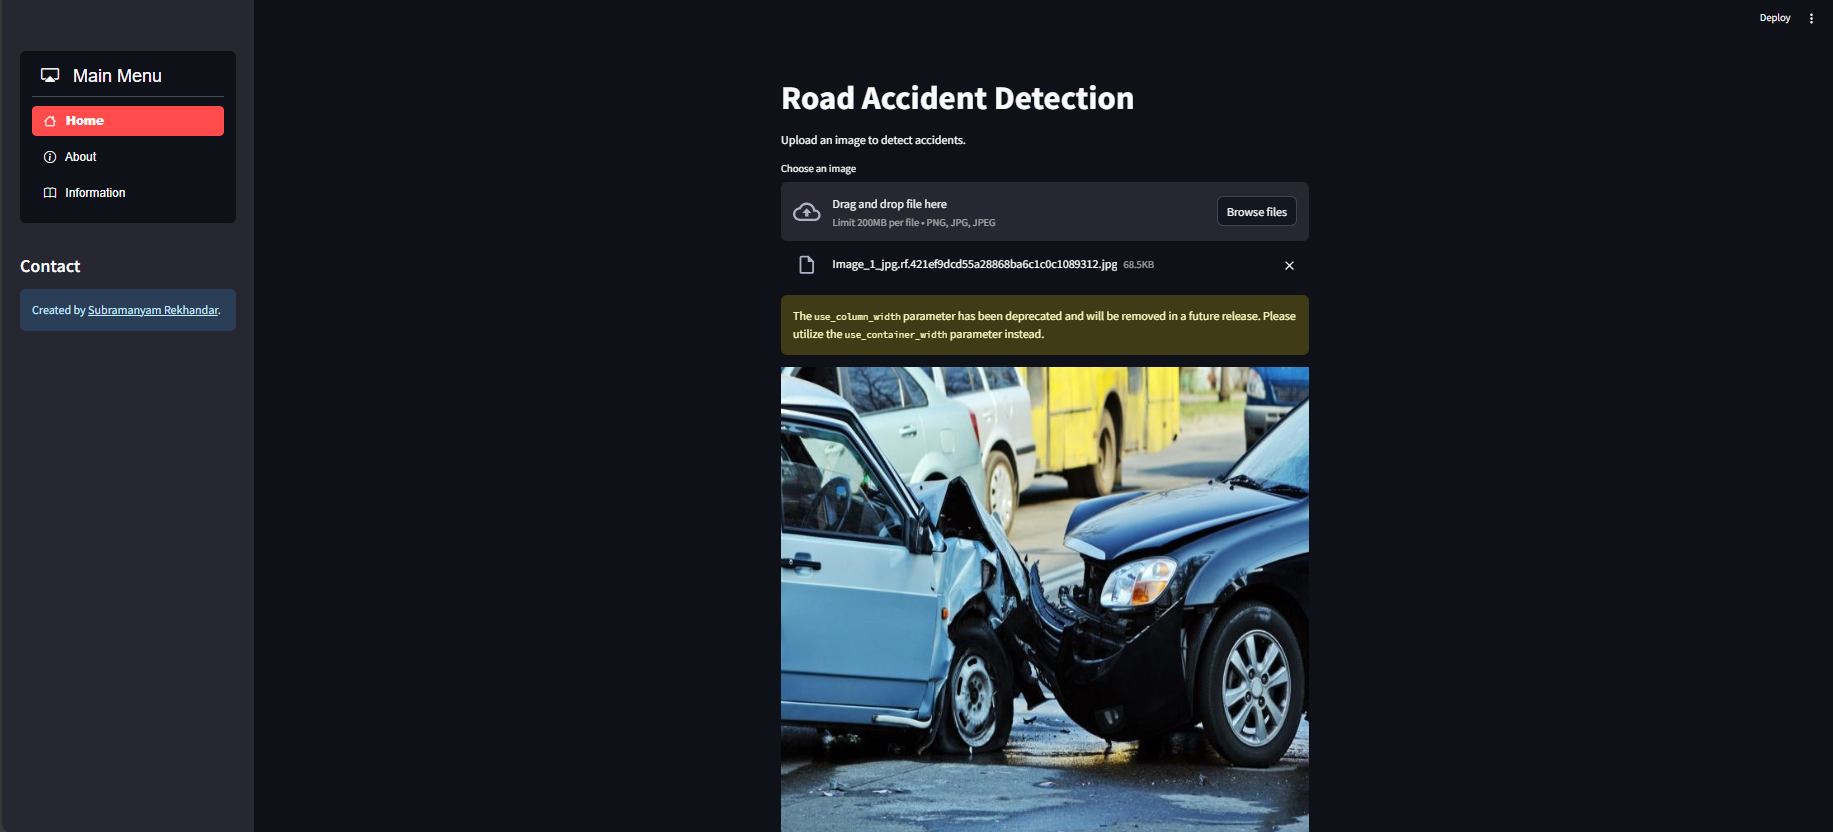 Deploy
Main Menu
Home
About
Information
Contact
Created by Subramanyam Rekhandar.
Road Accident Detection
Upload an image to detect accidents.
Choose an image
Drag and drop file here
Limit 200MB per file • PNG, JPG, JPEG
Browse files
Image_1_jpg.rf.421ef9dcd55a28868ba6c1c0c1089312.jpg 68.5KB
The use_column_width parameter has been deprecated and will be removed in a future release. Please
utilize the use_container_width parameter instead.